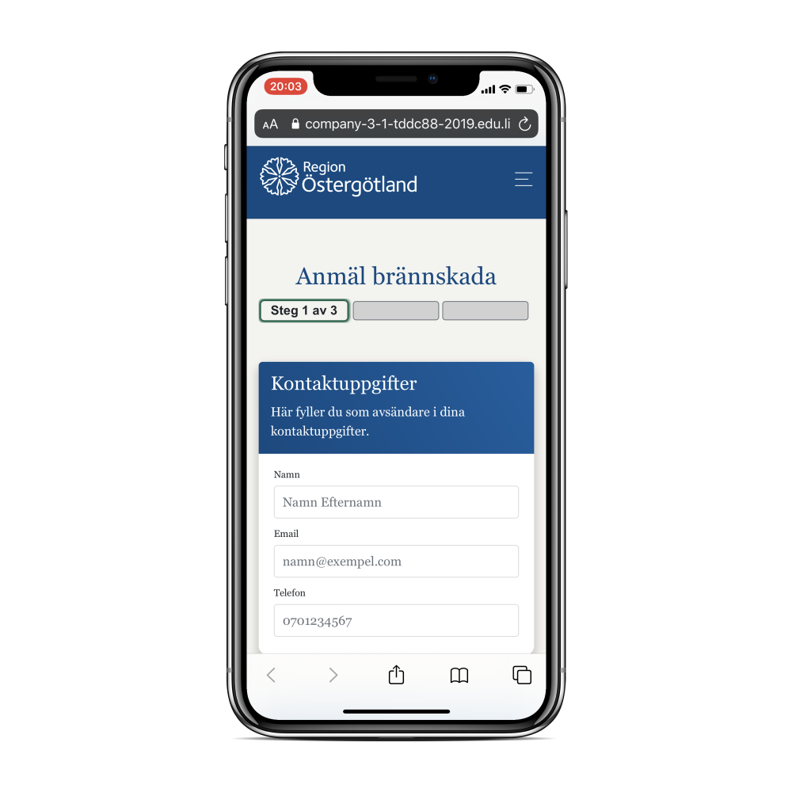 20:03
AA company-3-1-tddc88-2019.edu.li
Region
Östergötland
Anmäl brännskada
Steg 1 av 3
Kontaktuppgifter
Här fyller du som avsändare i dina
kontaktuppgifter.
Namn
Namn Efternamn
Email
namn@exempel.com
Telefon
0701234567